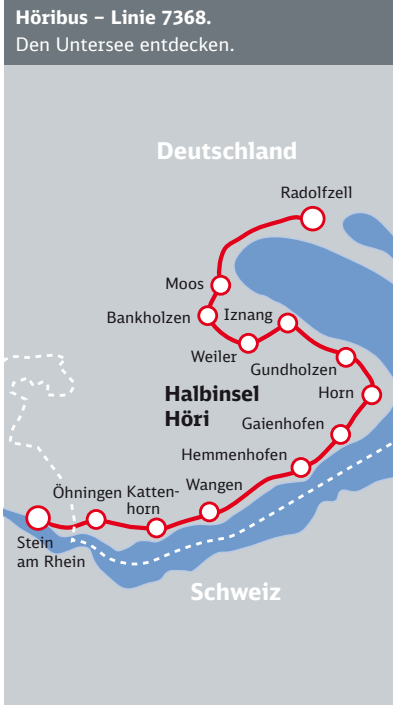 Höribus – Linie 7368.
Den Untersee entdecken.
Deutschland
Radolfzell
Moos
Bankholzen
Iznang
Weiler
Gundholzen
Halbinsel
Höri
Horn
Gaienhofen
Hemmenhofen
Wangen
Katten-
horn
Öhningen
Stein
am Rhein
Schweiz